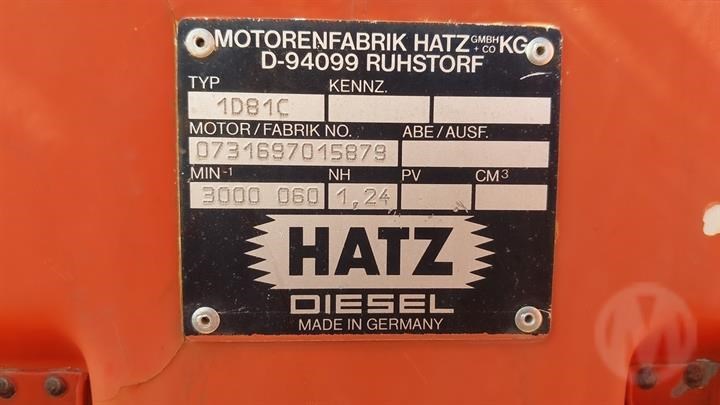 MOTORENFABRIK HATZ GMBH + CO KG
D-94099 RUHSTORF
TYP KENNZ.
1D81C
MOTOR/FABRIK NO. ABE/AUSF.
0731697015879
MIN-1 NH PV CM3
3000 060 1,24
HATZ
DIESEL
MADE IN GERMANY
M